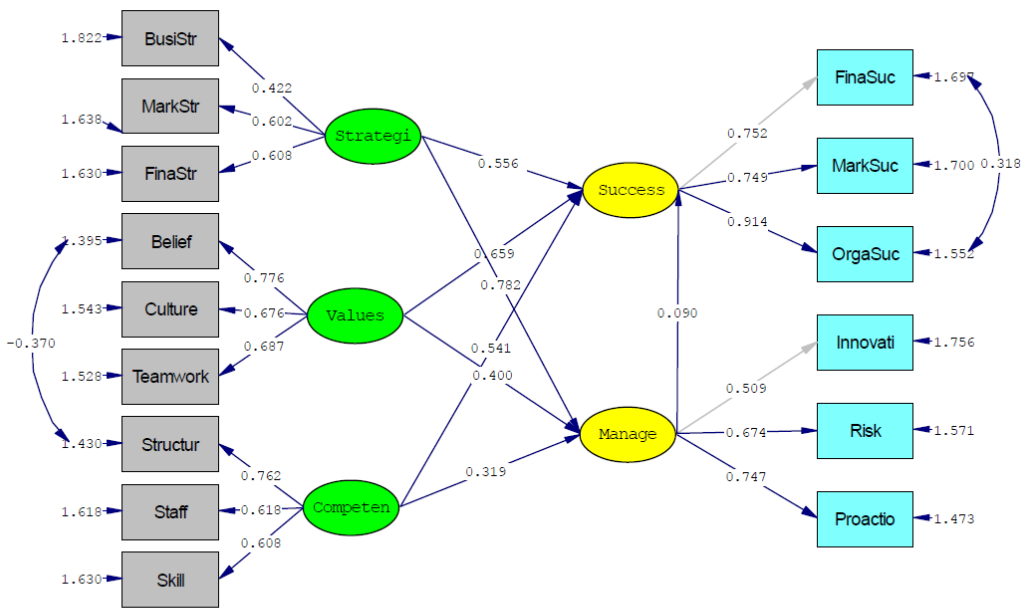 1.822
BusiStr
0.422
1.638
MarkStr
0.602
1.630
FinaStr
0.608
1.395
Belief
0.776
1.543
Culture
0.676
1.528
Teamwork
0.687
-0.370
1.430
Structur
0.762
1.618
Staff
0.618
1.630
Skill
0.608
Strategi
Values
Competen
0.556
0.659
0.782
0.541
0.400
0.319
Success
0.090
Manage
0.752
FinaSuc
1.697
0.749
MarkSuc
1.700
0.318
0.914
OrgaSuc
1.552
0.509
Innovati
1.756
0.674
Risk
1.571
0.747
Proactio
1.473